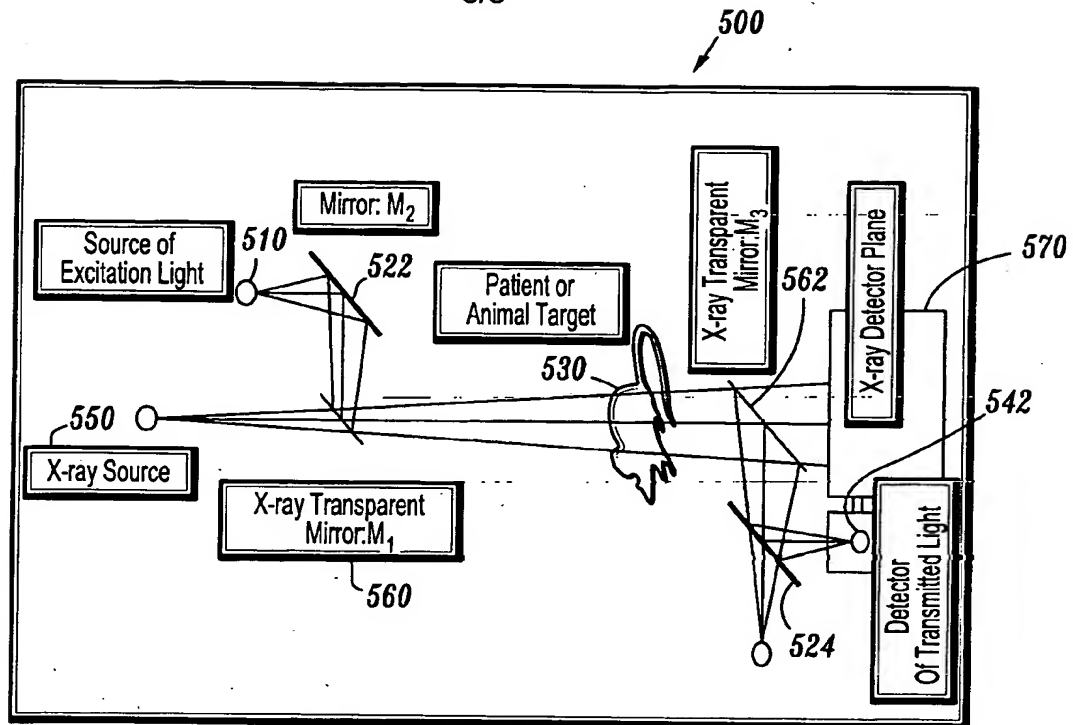 500
Mirror: M2
Source of
Excitation Light
510
522
Patient or
Animal Target
X-ray Transparent
Mirror:M3
562
X-ray Detector Plane
570
530
542
550
X-ray Source
X-ray Transparent
Mirror:M1
560
524
Detector
Of Transmitted Light